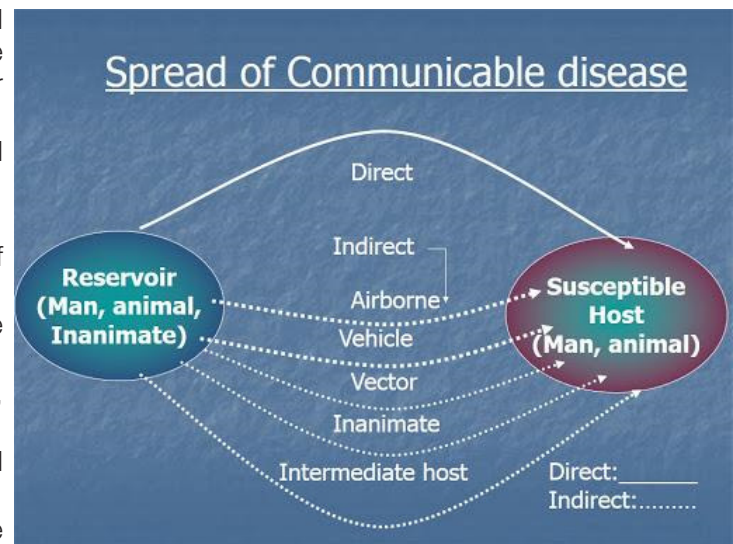 Spread of Communicable disease
Direct
Indirect
Reservoir
(Man, animal,
Inanimate)
Airborne
Vehicle
Vector
Inanimate
Intermediate host
Susceptible
Host
(Man, animal)
Direct:_______
Indirect:.........